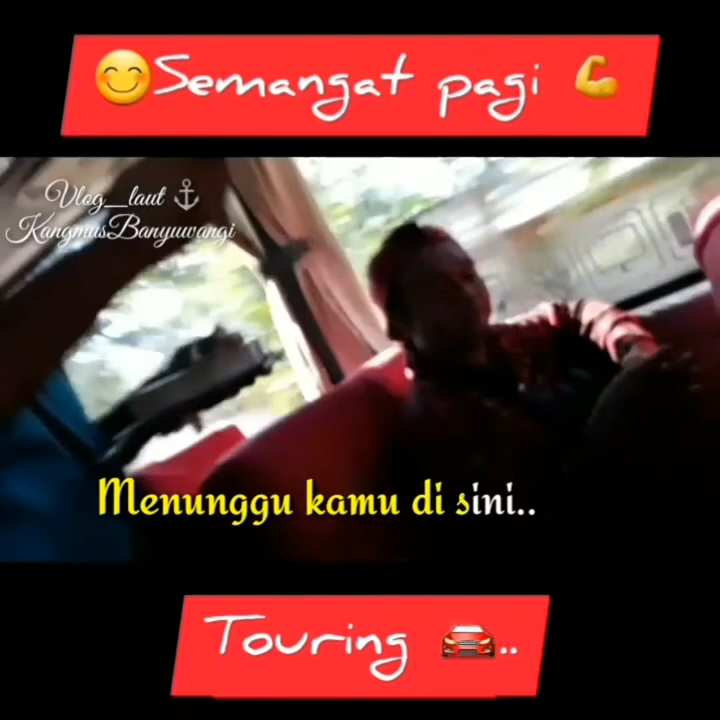 😊Semangat pagi 💪
Vlog_laut ⚓
KangmusBanyuwangi
Menunggu kamu di sini..
Touring 🚘..